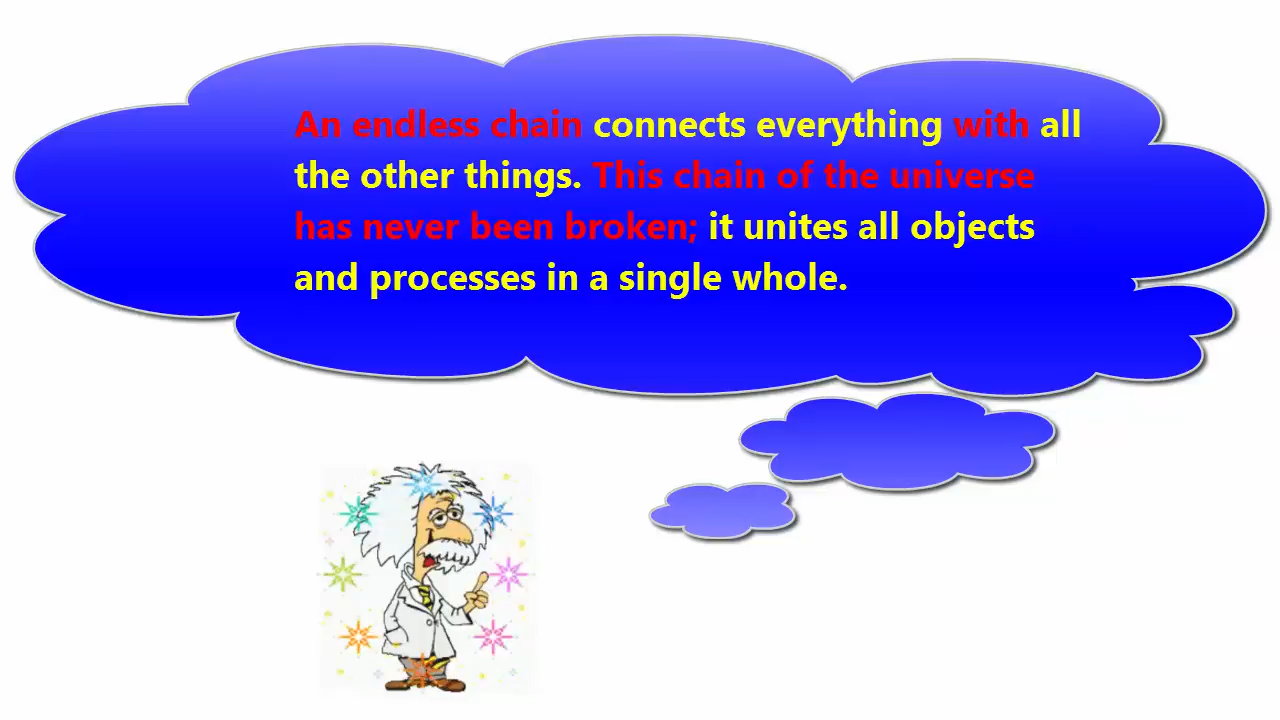 An endless chain connects everything with all
the other things. This chain of the universe
has never been broken; it unites all objects
and processes in a single whole.